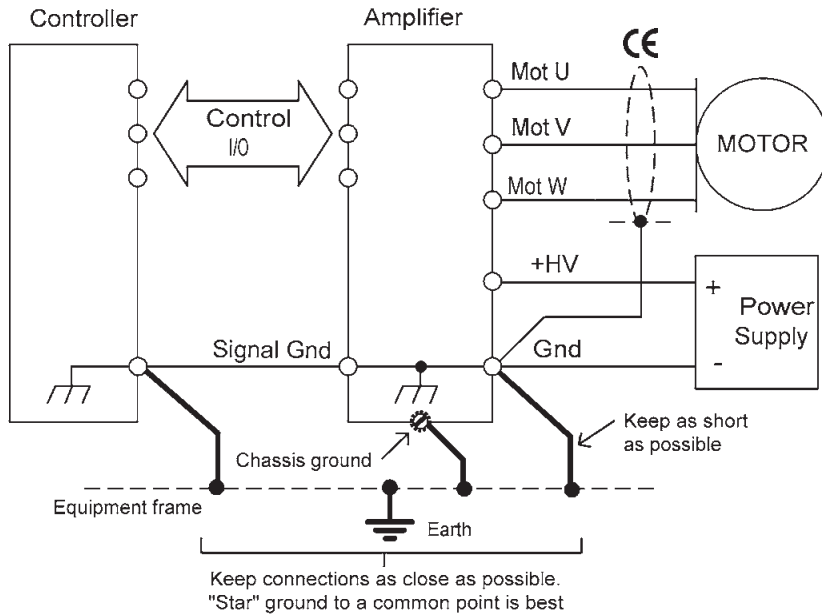 Controller
Amplifier
CE
Mot U
Control
I/O
Mot V
MOTOR
Mot W
+HV
+
Power
Supply
-
Signal Gnd
Gnd
Keep as short
as possible
Chassis ground
Equipment frame
Earth
Keep connections as close as possible.
"Star" ground to a common point is best